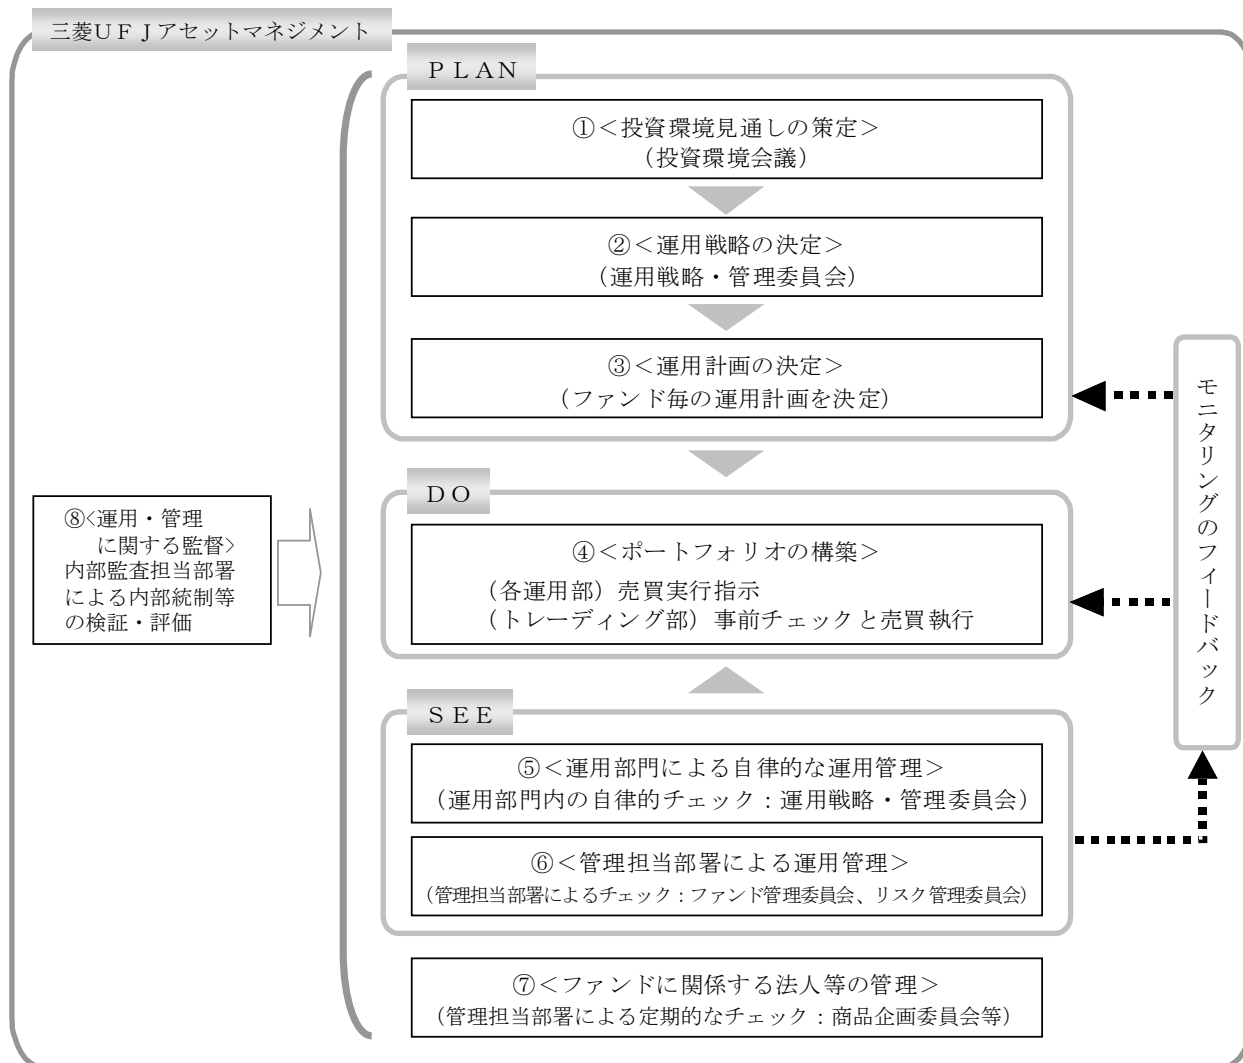 三菱ＵＦＪアセットマネジメント
ＰＬＡＮ
①＜投資環境見通しの策定＞
（投資環境会議）
②＜運用戦略の決定＞
（運用戦略・管理委員会）
③＜運用計画の決定＞
（ファンド毎の運用計画を決定）
ＤＯ
④＜ポートフォリオの構築＞
（各運用部）売買実行指示
（トレーディング部）事前チェックと売買執行
ＳＥＥ
⑤＜運用部門による自律的な運用管理＞
（運用部門内の自律的チェック：運用戦略・管理委員会）
⑥＜管理担当部署による運用管理＞
（管理担当部署によるチェック：ファンド管理委員会、リスク管理委員会）
⑦＜ファンドに関係する法人等の管理＞
（管理担当部署による定期的なチェック：商品企画委員会等）
⑧<運用・管理
に関する監督>
内部監査担当部署
による内部統制等
の検証・評価
モニタリングのフィードバック